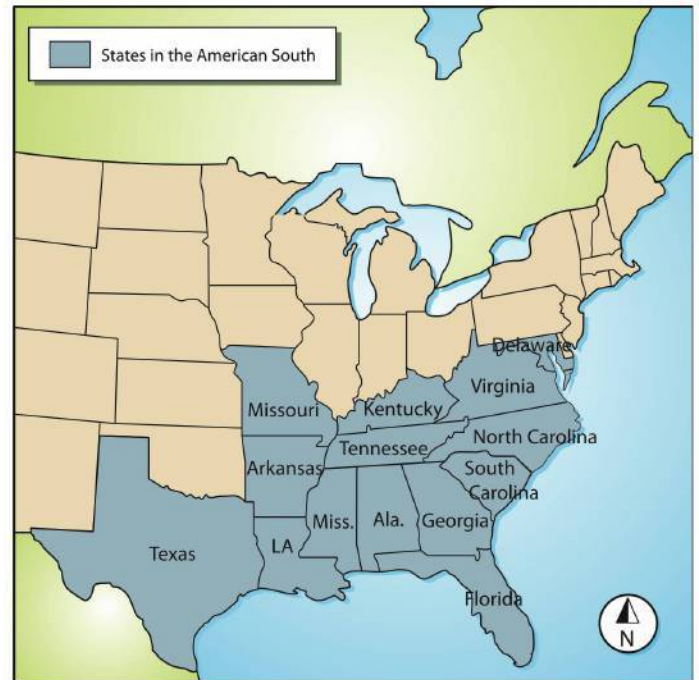 States in the American South
Delaware
Virginia
Missouri
Kentucky
North Carolina
Tennessee
Arkansas
South
Carolina
Miss.
Ala.
Georgia
LA
Texas
Florida
N